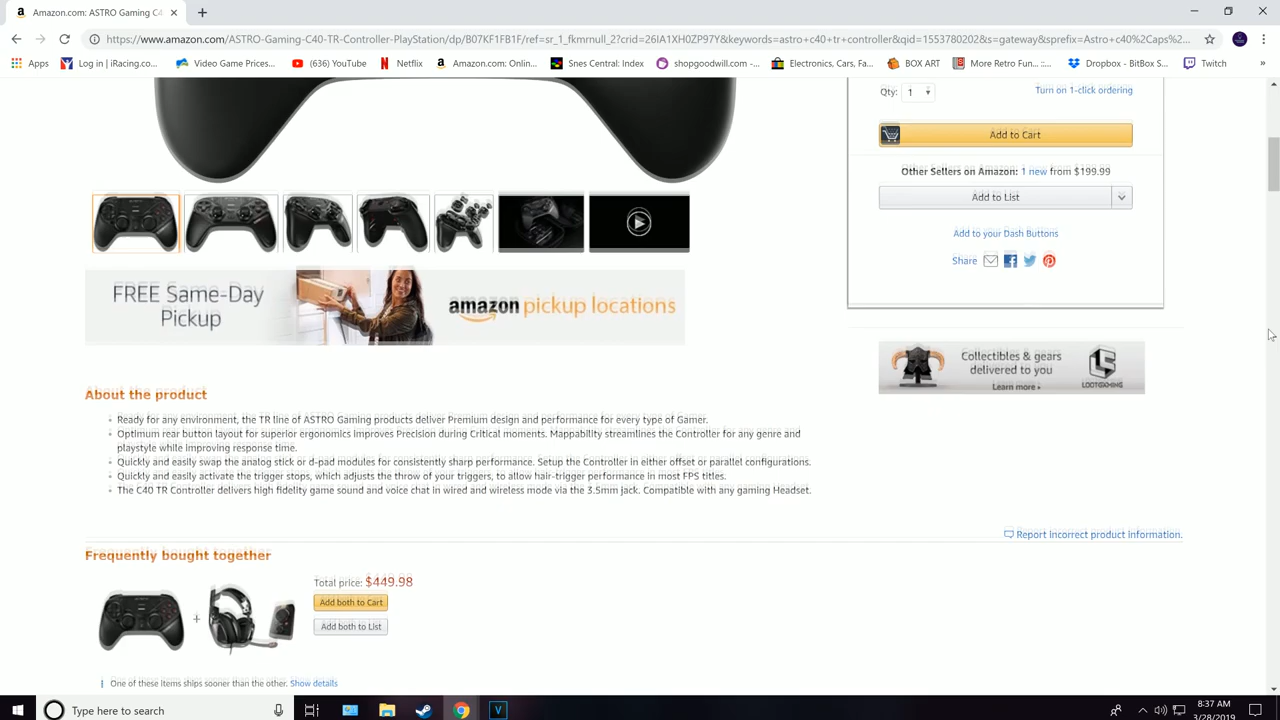 Amazon.com: ASTRO Gaming C4
https://www.amazon.com/ASTRO-Gaming-C40-TR-Controller-PlayStation/dp/B07KF1FB1F/ref=sr_1_fkmrnull_2?crid=26IA1XH0ZP97Y&keywords=astro+c40+tr+controller&qid=1553780202&s=gateway&sprefix=Astro+c40%2Caps%2C...
Apps Log in | iRacing.co... Video Game Prices... (636) YouTube Netflix Amazon.com: Onlin... Snes Central: Index shopgoodwill.com -... Electronics, Cars, Fa... BOX ART More Retro Fun... ::... Dropbox - BitBox S... Twitch »
Qty: 1 Turn on 1-click ordering
Add to Cart
Other Sellers on Amazon: 1 new from $199.99
Add to List
Add to your Dash Buttons
Share
FREE Same-Day
Pickup
amazon pickup locations
Collectibles & gears
delivered to you
Learn more ▸
LOOTGAMING
About the product
Ready for any environment, the TR line of ASTRO Gaming products deliver Premium design and performance for every type of Gamer.
Optimum rear button layout for superior ergonomics improves Precision during Critical moments. Mappability streamlines the Controller for any genre and
playstyle while improving response time.
Quickly and easily swap the analog stick or d-pad modules for consistently sharp performance. Setup the Controller in either offset or parallel configurations.
Quickly and easily activate the trigger stops, which adjusts the throw of your triggers, to allow hair-trigger performance in most FPS titles.
The C40 TR Controller delivers high fidelity game sound and voice chat in wired and wireless mode via the 3.5mm jack. Compatible with any gaming Headset.
Report incorrect product information.
Frequently bought together
Total price: $449.98
+
Add both to Cart
Add both to List
One of these items ships sooner than the other. Show details
Type here to search
8:37 AM
3/28/2019